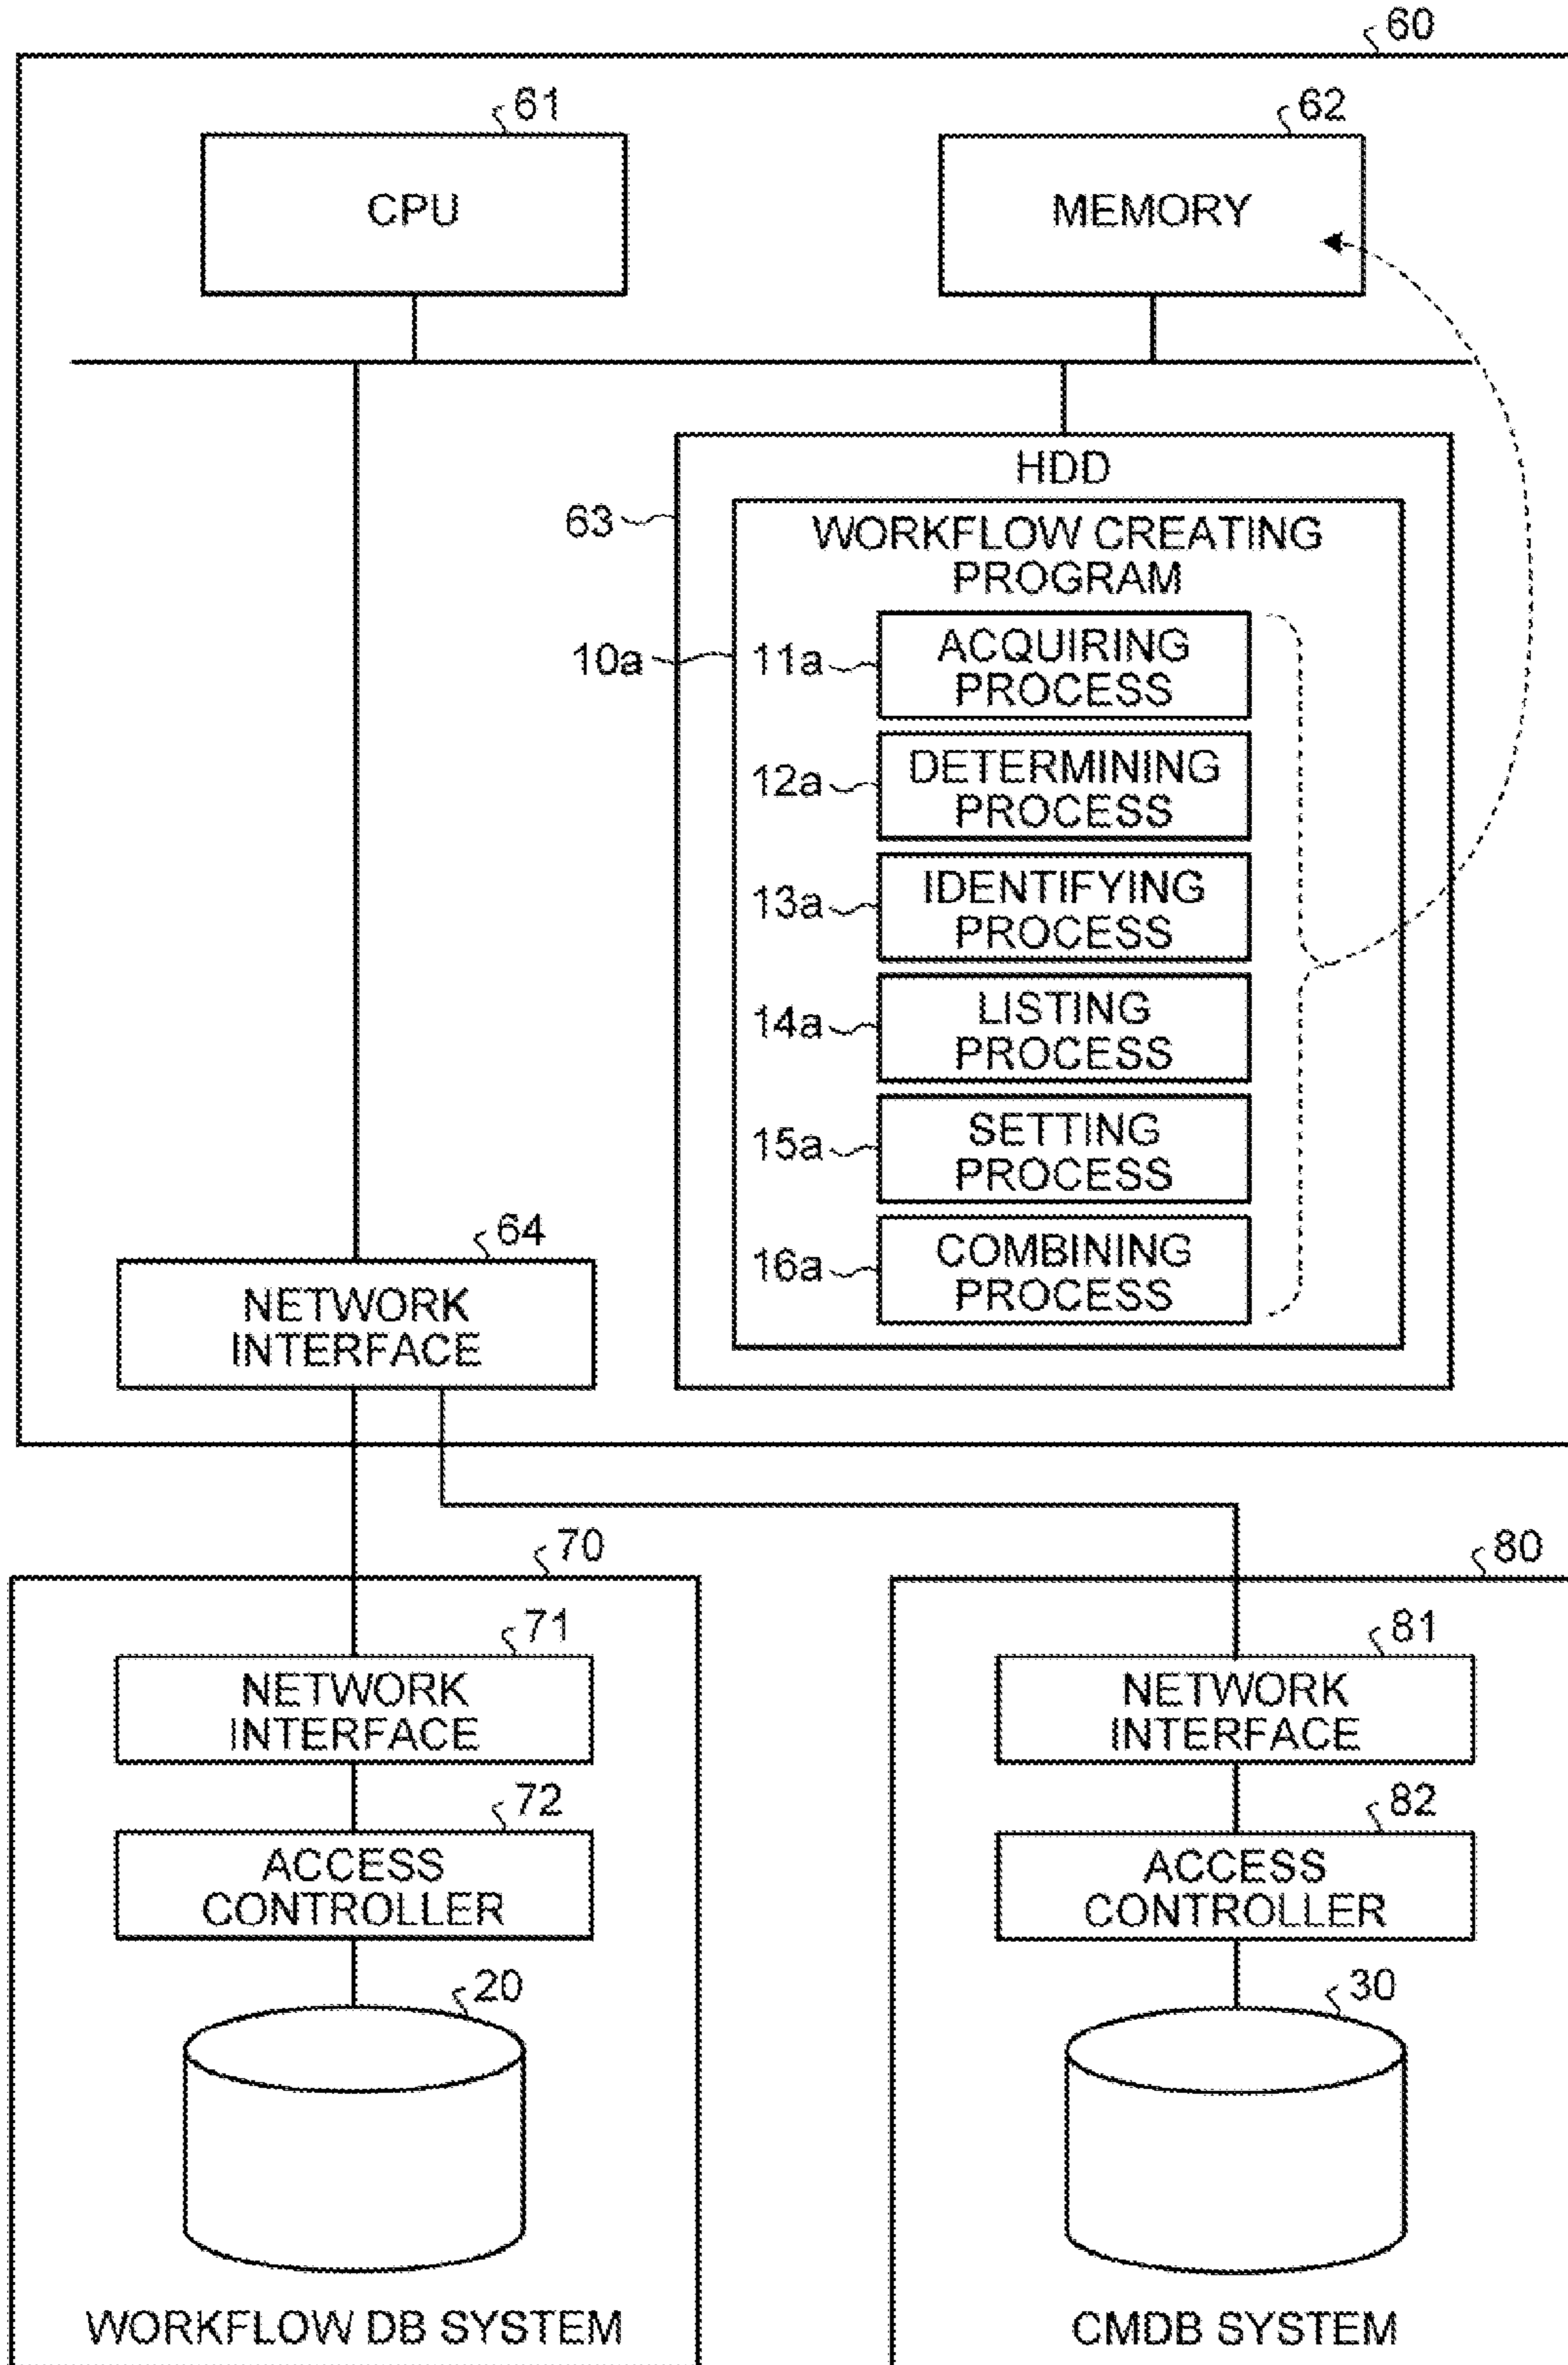 60
61
62
CPU
MEMORY
HDD
63
WORKFLOW CREATING
PROGRAM
10a
11a
ACQUIRING
PROCESS
12a
DETERMINING
PROCESS
13a
IDENTIFYING
PROCESS
14a
LISTING
PROCESS
15a
SETTING
PROCESS
16a
COMBINING
PROCESS
64
NETWORK
INTERFACE
70
80
71
NETWORK
INTERFACE
81
NETWORK
INTERFACE
72
ACCESS
CONTROLLER
82
ACCESS
CONTROLLER
20
30
WORKFLOW DB SYSTEM
CMDB SYSTEM